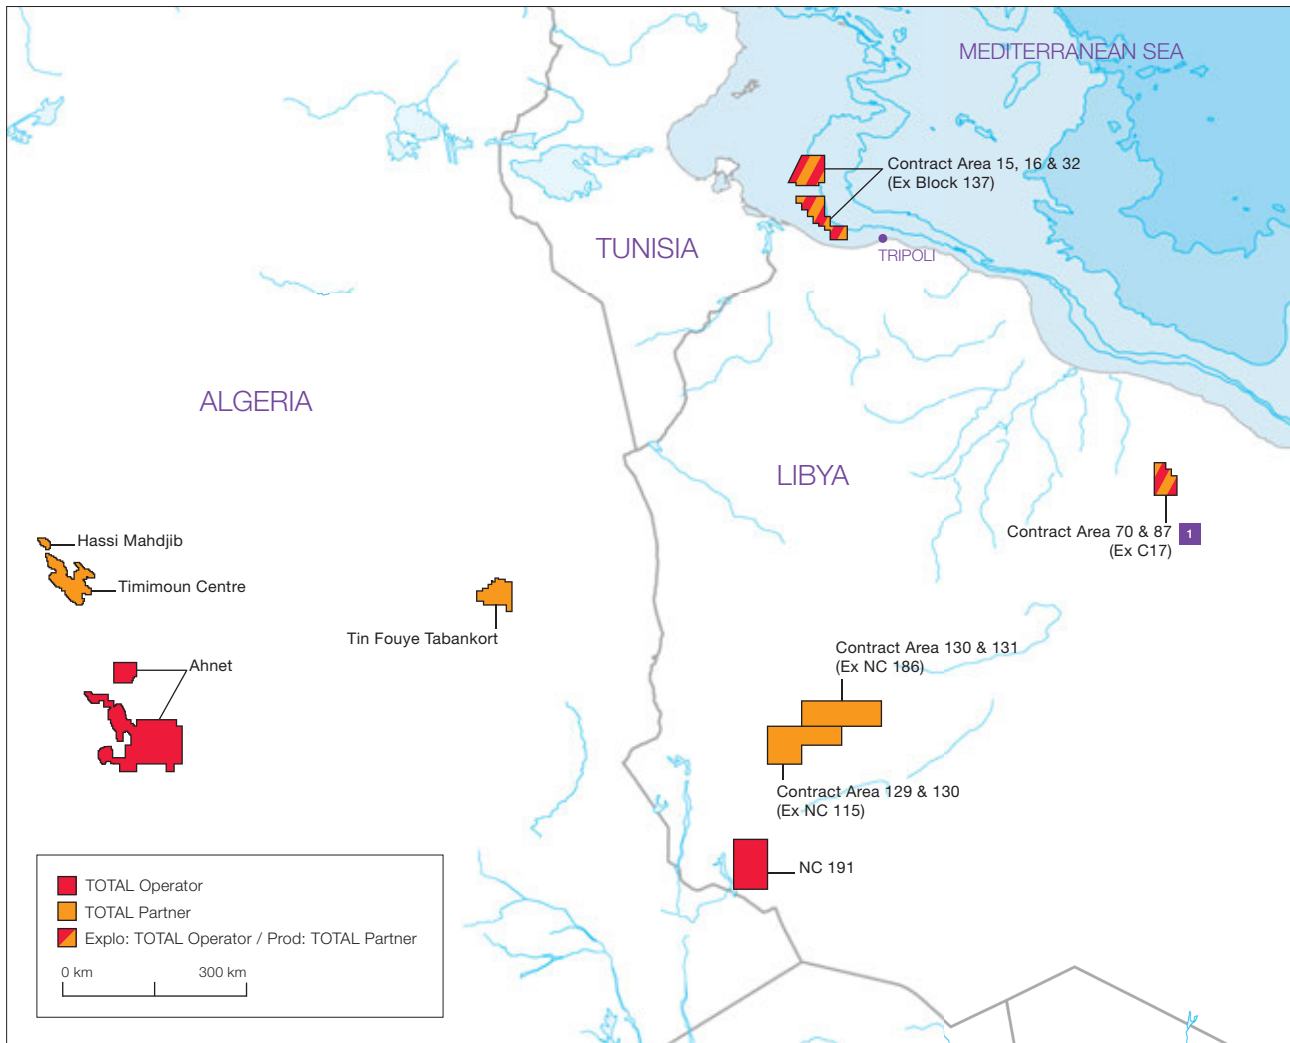 MEDITERRANEAN SEA
Contract Area 15, 16 & 32
(Ex Block 137)
TUNISIA
TRIPOLI
ALGERIA
LIBYA
Contract Area 70 & 87 1
(Ex C17)
Hassi Mahdjib
Timimoun Centre
Tin Fouye Tabankort
Ahnet
Contract Area 130 & 131
(Ex NC 186)
Contract Area 129 & 130
(Ex NC 115)
NC 191
TOTAL Operator
TOTAL Partner
Explo: TOTAL Operator / Prod: TOTAL Partner
0 km 300 km